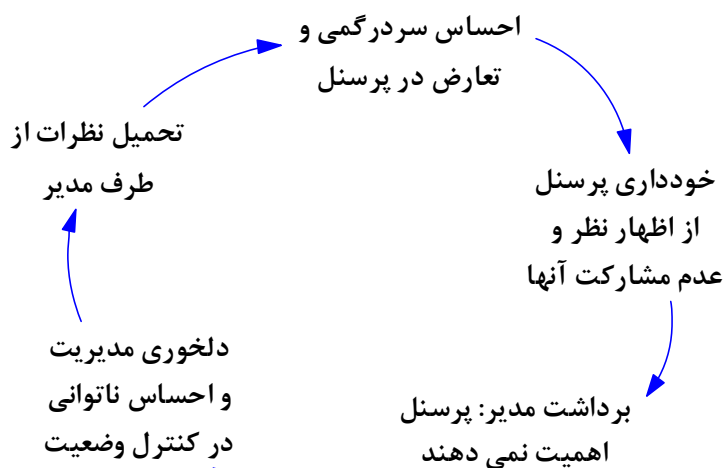 احساس سردرگمی و
تعارض در پرسنل
تحمیل نظرات از
طرف مدیر
خودداری پرسنل
از اظهار نظر و
عدم مشارکت آنها
دلخوری مدیریت
و احساس ناتوانی
در کنترل وضعیت
برداشت مدیر: پرسنل
اهمیت نمی دهند